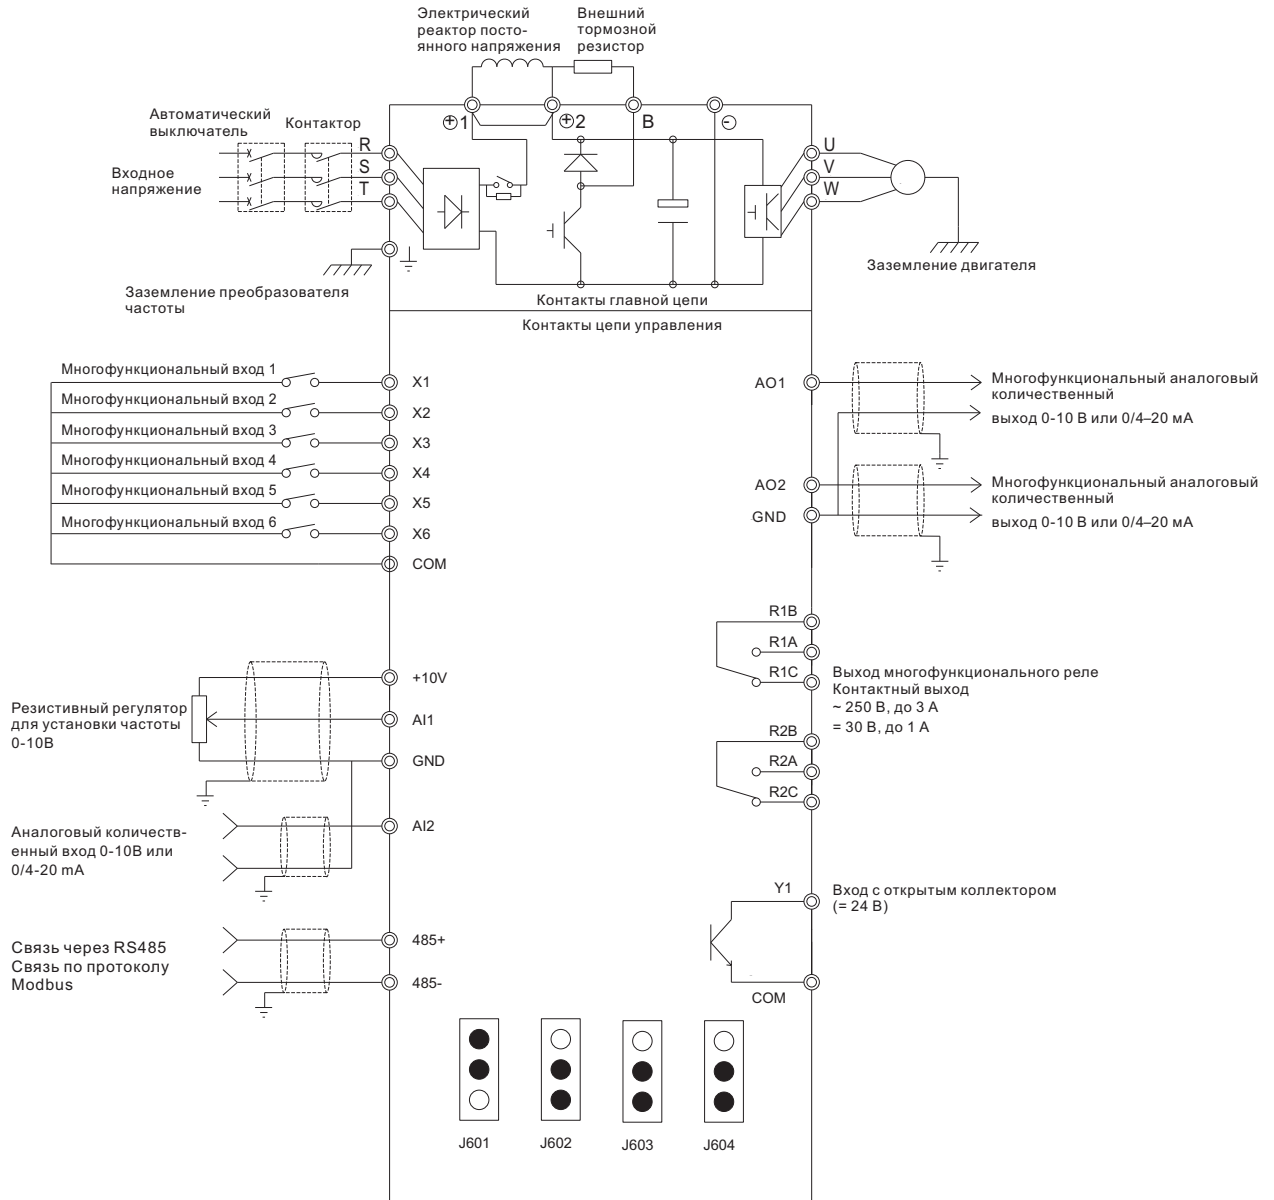 Электрический
реактор посто-
янного напряжения
Внешний
тормозной
резистор
Автоматический
выключатель
Контактор
Входное
напряжение
R
S
T
⊕1
⊕2
B
⊖
U
V
W
Заземление двигателя
Заземление преобразователя
частоты
Контакты главной цепи
Контакты цепи управления
Многофункциональный вход 1
X1
Многофункциональный вход 2
X2
Многофункциональный вход 3
X3
Многофункциональный вход 4
X4
Многофункциональный вход 5
X5
Многофункциональный вход 6
X6
COM
AO1
Многофункциональный аналоговый
количественный
выход 0-10 В или 0/4–20 мА
AO2
GND
Многофункциональный аналоговый
количественный
выход 0-10 В или 0/4–20 мА
Резистивный регулятор
для установки частоты
0-10В
+10V
AI1
GND
Аналоговый количеств-
енный вход 0-10В или
0/4-20 mA
AI2
Связь через RS485
Связь по протоколу
Modbus
485+
485-
R1B
R1A
R1C
Выход многофункционального реле
Контактный выход
~ 250 В, до 3 А
= 30 В, до 1 А
R2B
R2A
R2C
Y1
Вход с открытым коллектором
(= 24 В)
COM
J601
J602
J603
J604